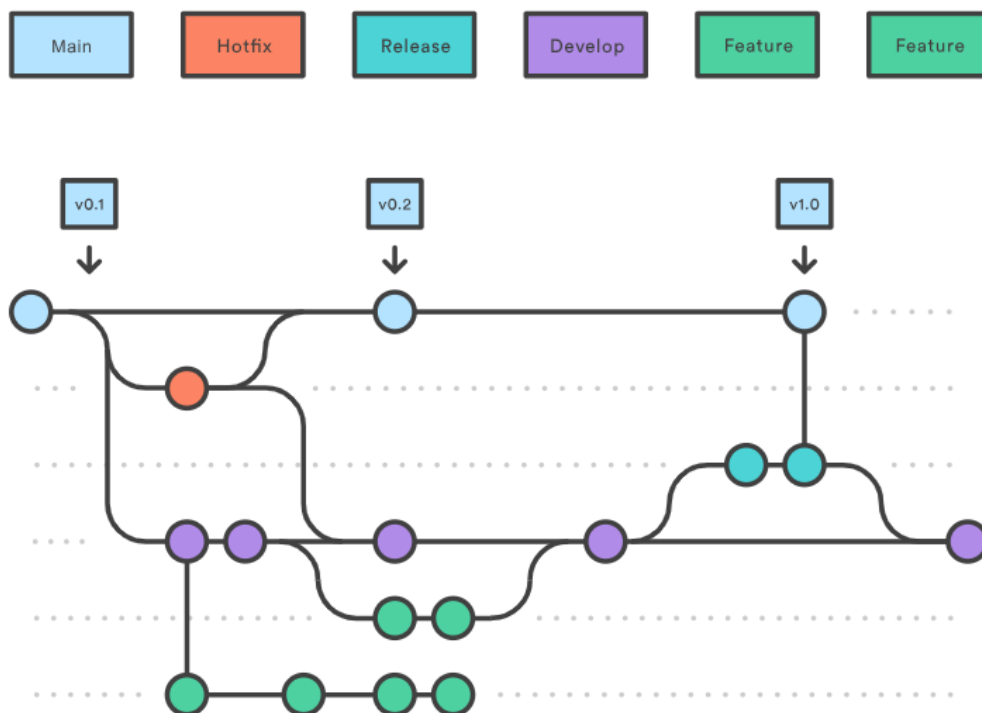 Main
Hotfix
Release
Develop
Feature
Feature
v0.1
v0.2
v1.0